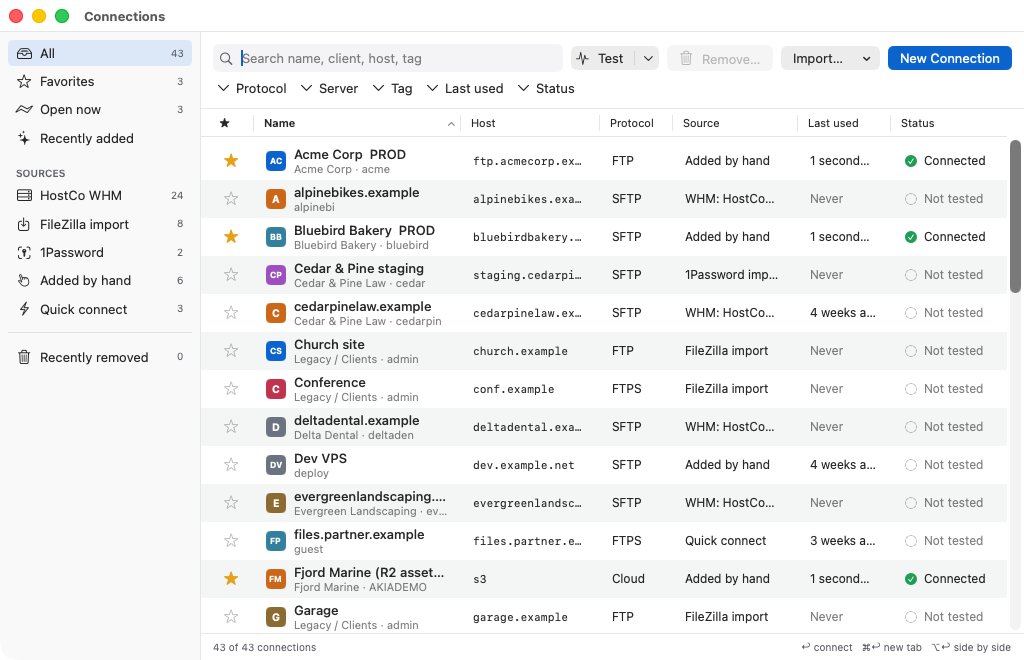 Connections
All 43
Favorites 3
Open now 3
Recently added
SOURCES
HostCo WHM 24
FileZilla import 8
1Password 2
Added by hand 6
Quick connect 3
Recently removed 0
Search name, client, host, tag
Test
Remove...
Import...
New Connection
Protocol Server Tag Last used Status
★ Name Host Protocol Source Last used Status
AC Acme Corp PROD ftp.acmecorp.ex… FTP Added by hand 1 second... Connected
Acme Corp · acme
A alpinebikes.example alpinebikes.exa… SFTP WHM: HostCo... Never Not tested
alpinebi
BB Bluebird Bakery PROD bluebirdbakery.… SFTP Added by hand 1 second... Connected
Bluebird Bakery · bluebird
CP Cedar & Pine staging staging.cedarpi… SFTP 1Password imp... Never Not tested
Cedar & Pine Law · cedar
C cedarpinelaw.example cedarpinelaw.ex… SFTP WHM: HostCo... 4 weeks a... Not tested
Cedar & Pine Law · cedarpin
CS Church site church.example FTP FileZilla import Never Not tested
Legacy / Clients · admin
C Conference conf.example FTPS FileZilla import Never Not tested
Legacy / Clients · admin
D deltadental.example deltadental.exa… SFTP WHM: HostCo... Never Not tested
Delta Dental · deltaden
DV Dev VPS dev.example.net SFTP Added by hand 4 weeks a... Not tested
deploy
E evergreenlandscaping.... evergreenlandsc… SFTP WHM: HostCo... Never Not tested
Evergreen Landscaping · ev...
FP files.partner.example files.partner.e… FTPS Quick connect 3 weeks a... Not tested
guest
FM Fjord Marine (R2 asset... s3 Cloud Added by hand 1 second... Connected
Fjord Marine · AKIADEMO
G Garage garage.example FTP FileZilla import Never Not tested
Legacy / Clients · admin
43 of 43 connections
↩ connect ⌘↩ new tab ⌥↩ side by side